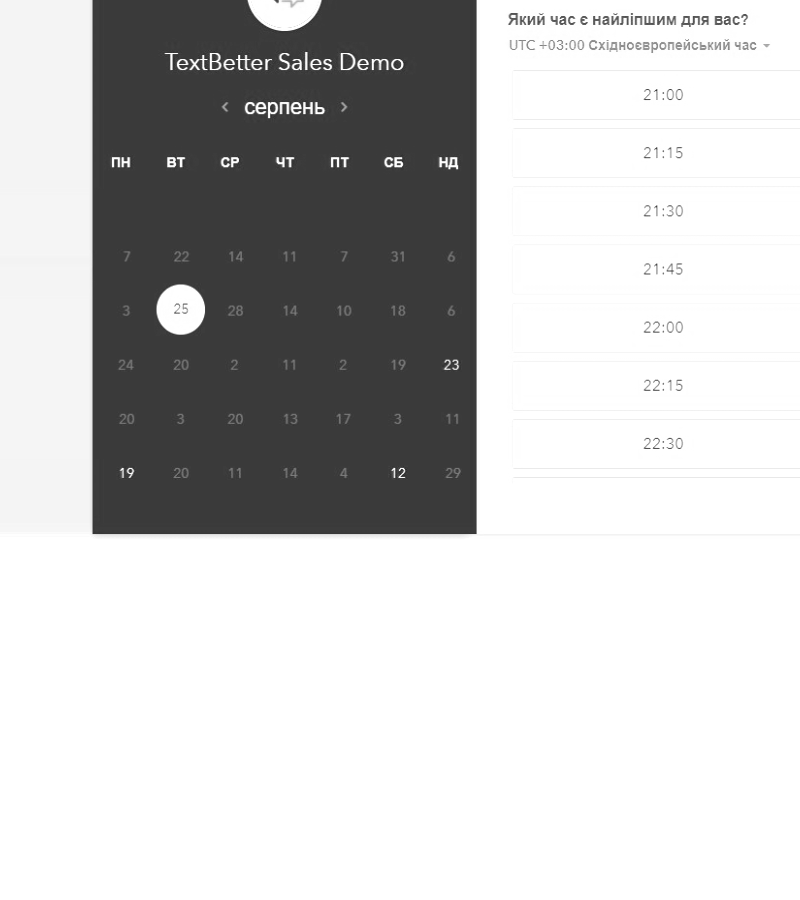 TextBetter Sales Demo
серпень
ПН ВТ СР ЧТ ПТ СБ НД
7 22 14 11 7 31 6
3 25 28 14 10 18 6
24 20 2 11 2 19 23
20 3 20 13 17 3 11
19 20 11 14 4 12 29
Який час є найліпшим для вас?
UTC +03:00 Східноєвропейський час
21:00
21:15
21:30
21:45
22:00
22:15
22:30